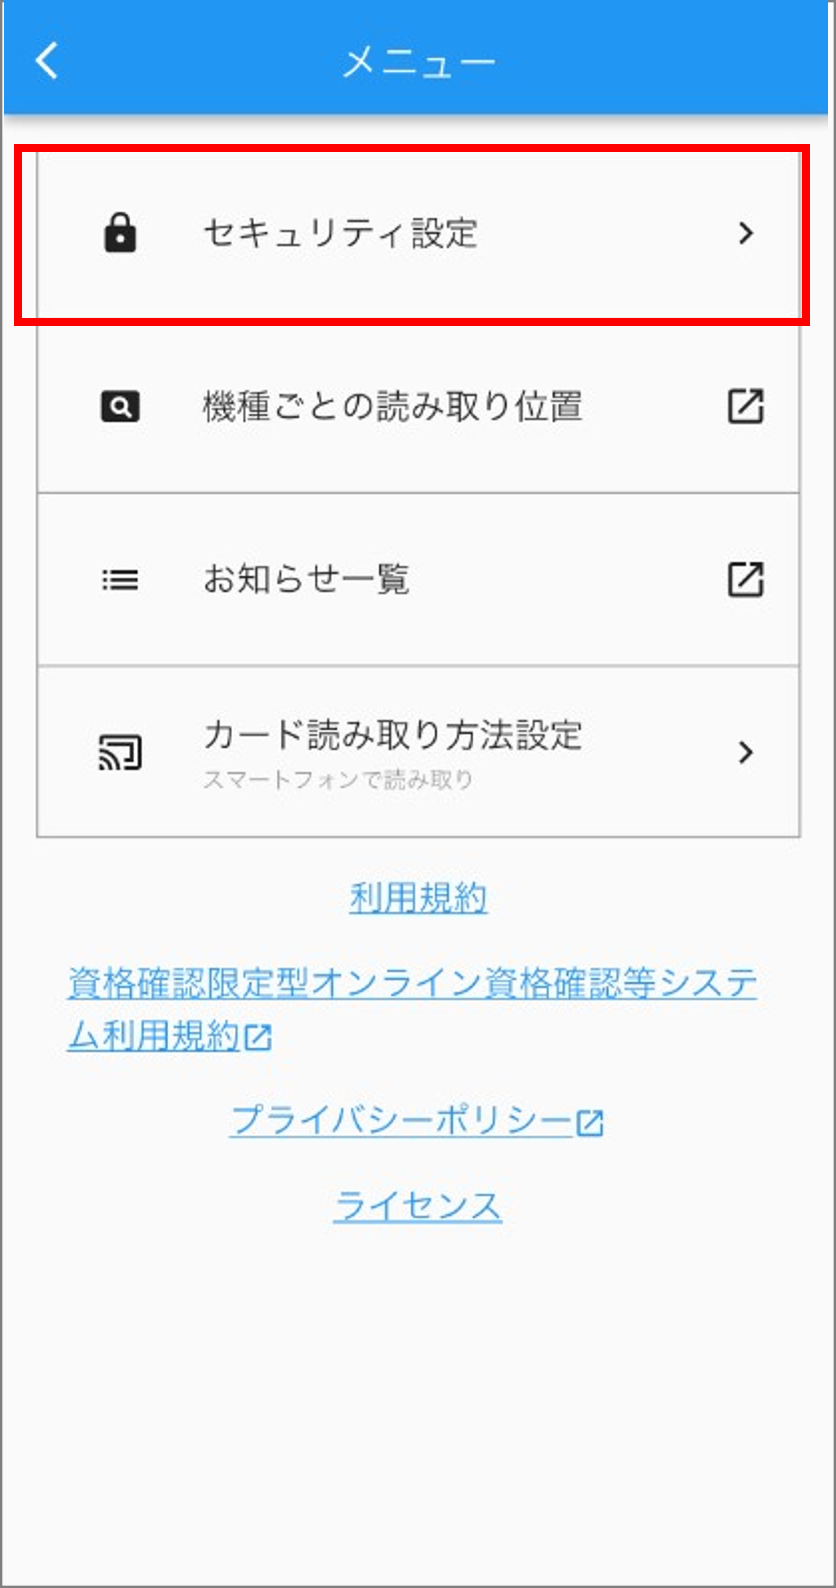 メニュー
セキュリティ設定
機種ごとの読み取り位置
お知らせ一覧
カード読み取り方法設定
スマートフォンで読み取り
利用規約
資格確認限定型オンライン資格確認等システ
ム利用規約
プライバシーポリシー
ライセンス